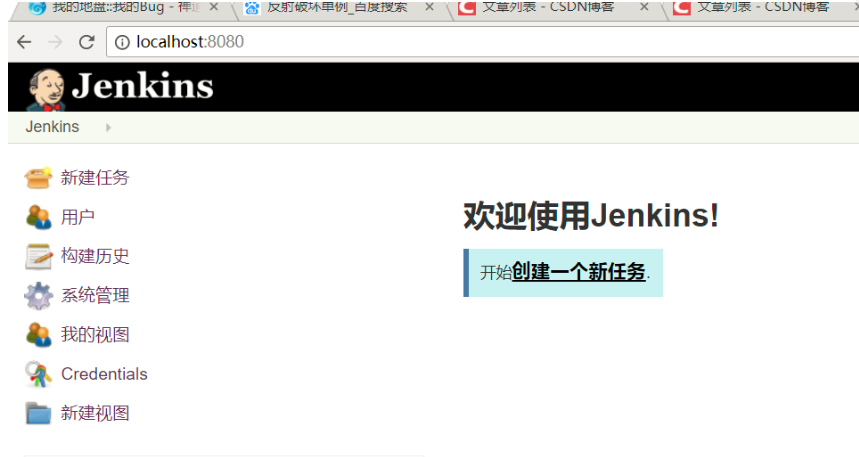 我的地盘::我的Bug - 禅道
反射破坏单例_百度搜索
文章列表 - CSDN博客
文章列表 - CSDN博客
localhost:8080
Jenkins
Jenkins
新建任务
用户
构建历史
系统管理
我的视图
Credentials
新建视图
欢迎使用Jenkins!
开始创建一个新任务.